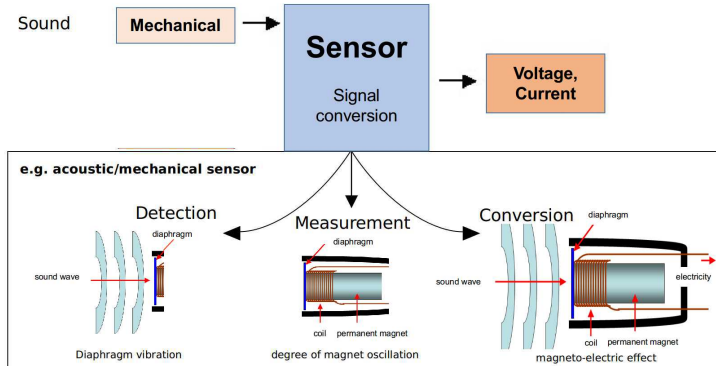 Sound
Mechanical
Sensor
Signal
conversion
Voltage,
Current
e.g. acoustic/mechanical sensor
Detection
diaphragm
sound wave
Diaphragm vibration
Measurement
diaphragm
coil
permanent magnet
degree of magnet oscillation
Conversion
diaphragm
sound wave
electricity
coil
permanent magnet
magneto-electric effect